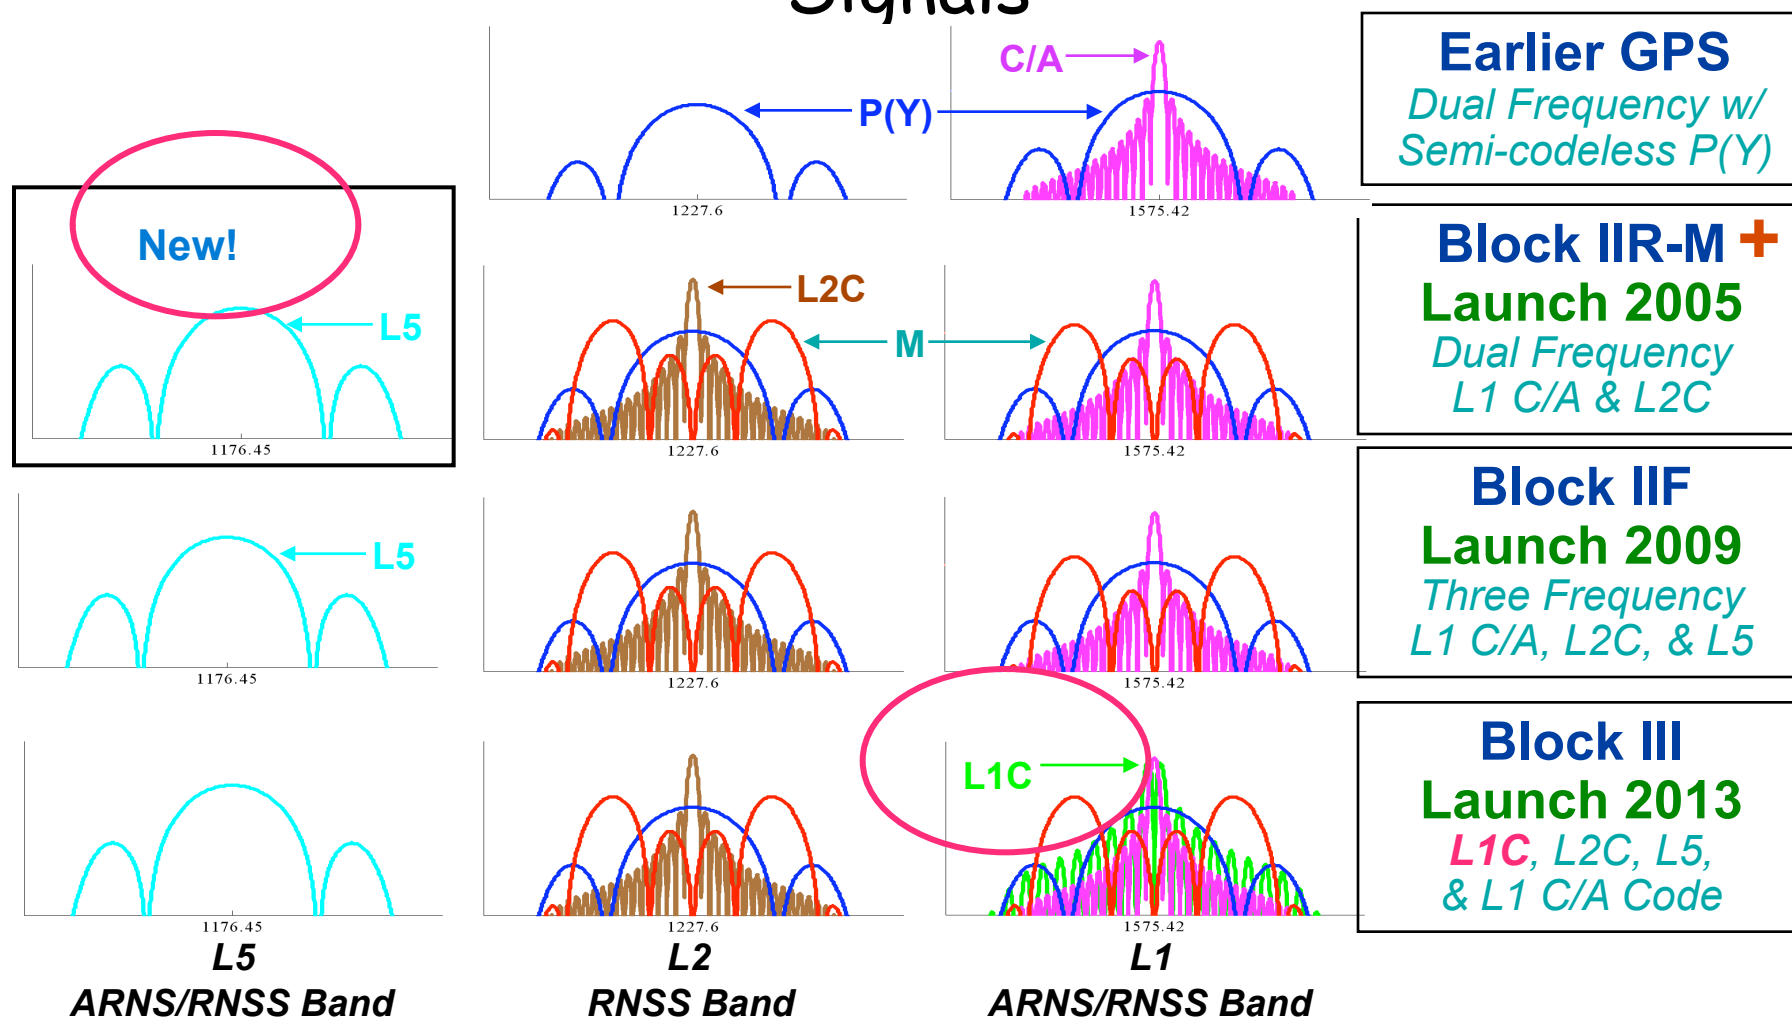 Signals
C/A
P(Y)
1227.6
1575.42
Earlier GPS
Dual Frequency w/
Semi-codeless P(Y)
New!
L5
1176.45
L2C
M
1227.6
1575.42
Block IIR-M +
Launch 2005
Dual Frequency
L1 C/A & L2C
L5
1176.45
1227.6
1575.42
Block IIF
Launch 2009
Three Frequency
L1 C/A, L2C, & L5
1176.45
1227.6
L1C
1575.42
Block III
Launch 2013
L1C, L2C, L5,
& L1 C/A Code
L5
ARNS/RNSS Band
L2
RNSS Band
L1
ARNS/RNSS Band